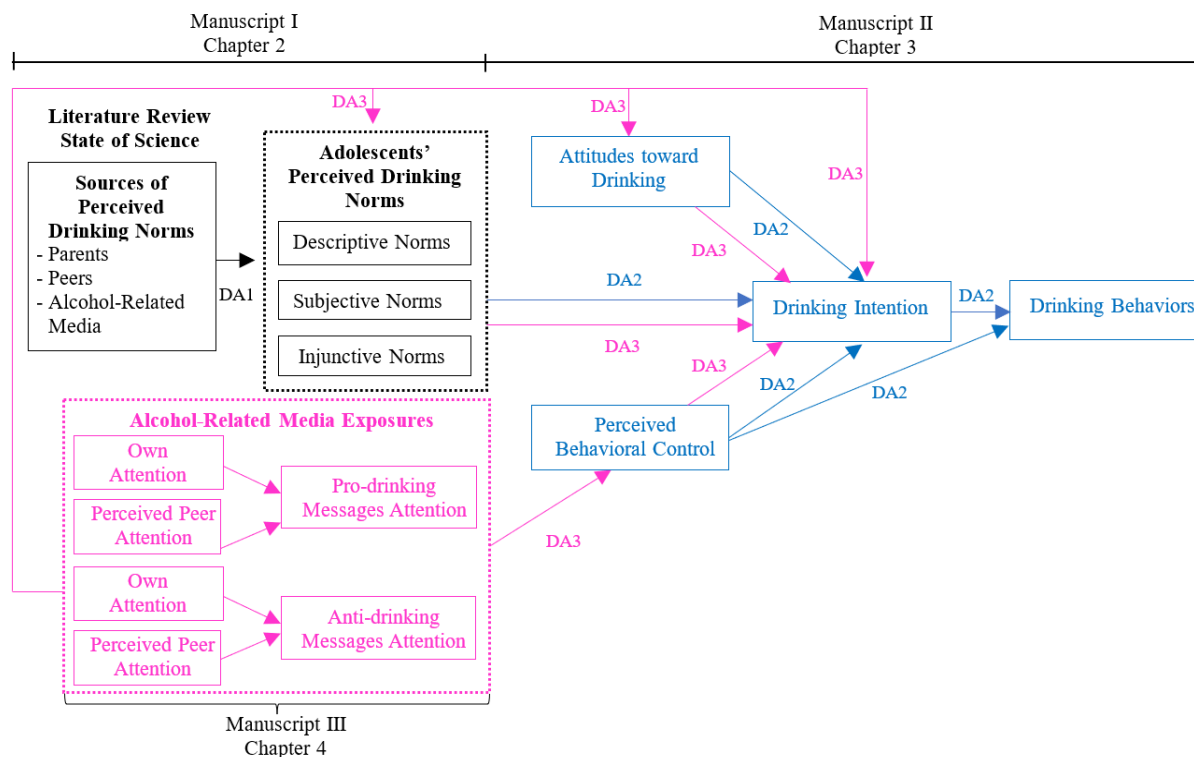 Manuscript I
Chapter 2
Manuscript II
Chapter 3
Literature Review
State of Science
Sources of
Perceived
Drinking Norms
- Parents
- Peers
- Alcohol-Related
Media
DA1
DA3
Adolescents'
Perceived Drinking
Norms
Descriptive Norms
Subjective Norms
Injunctive Norms
DA3
Attitudes toward
Drinking
DA3
DA2
DA3
DA2
DA3
Drinking Intention
DA2
Drinking Behaviors
DA3
DA2
DA2
Perceived
Behavioral Control
DA3
Alcohol-Related Media Exposures
Own
Attention
Perceived Peer
Attention
Pro-drinking
Messages Attention
Own
Attention
Perceived Peer
Attention
Anti-drinking
Messages Attention
Manuscript III
Chapter 4